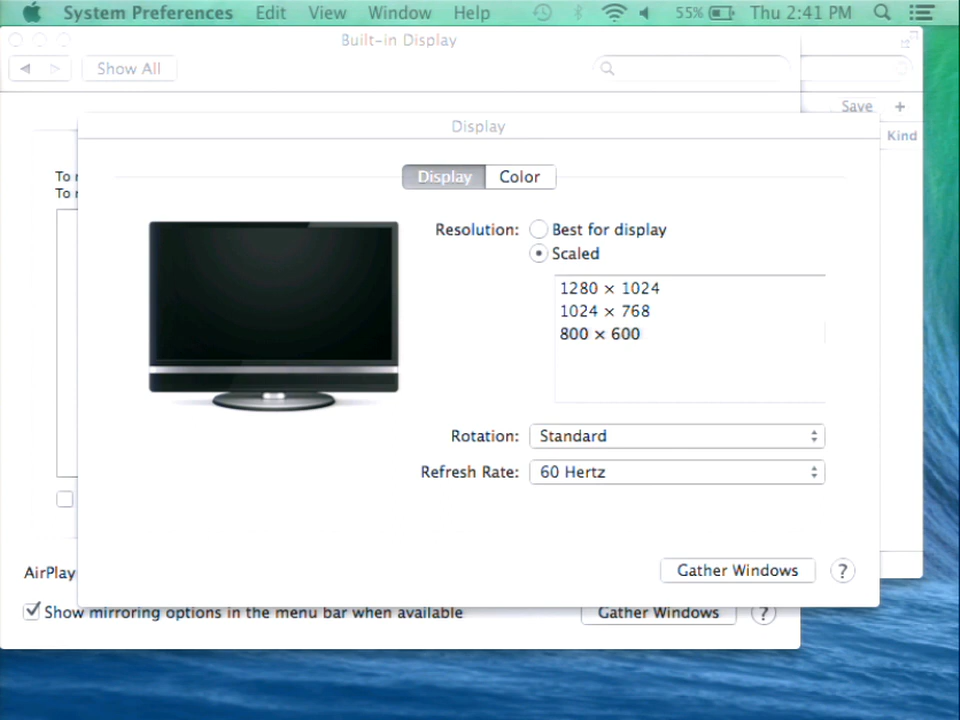 System Preferences Edit View Window Help 55% Thu 2:41 PM
Built-in Display
Show All
Save +
Display
Kind
Display Color
To
To
Resolution: Best for display
Scaled
1280 × 1024
1024 × 768
800 × 600
Rotation: Standard
Refresh Rate: 60 Hertz
Gather Windows ?
AirPlay
Show mirroring options in the menu bar when available Gather Windows ?